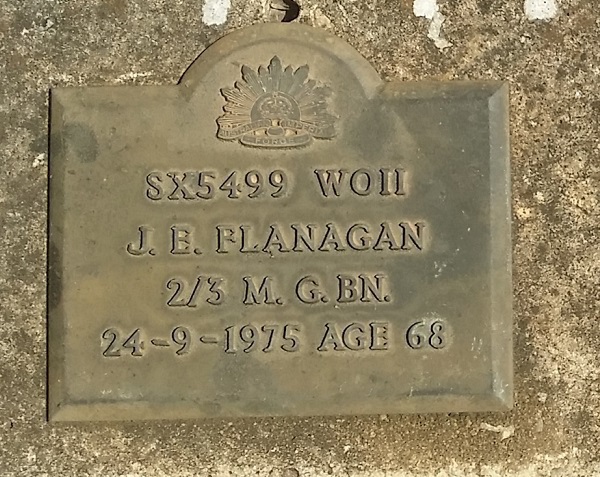 SX5499 WOII
J. E. FLANAGAN
2/3 M. G. BN.
24-9-1975 AGE 68